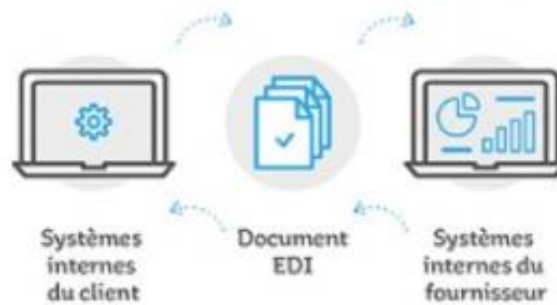 Systèmes
internes
du client
Document
EDI
Systèmes
internes du
fournisseur